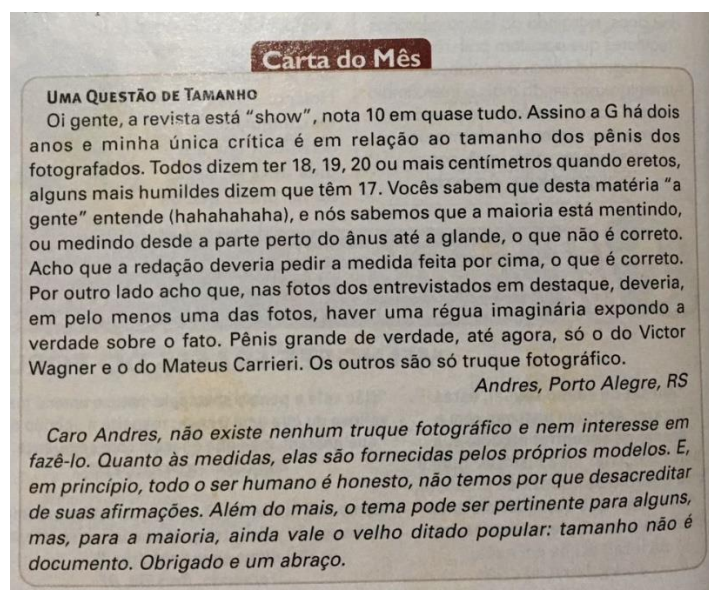 Carta do Mês
UMA QUESTÃO DE TAMANHO
Oi gente, a revista está "show", nota 10 em quase tudo. Assino a G há dois
anos e minha única crítica é em relação ao tamanho dos pênis dos
fotografados. Todos dizem ter 18, 19, 20 ou mais centímetros quando eretos,
alguns mais humildes dizem que têm 17. Vocês sabem que desta matéria "a
gente" entende (hahahahaha), e nós sabemos que a maioria está mentindo,
ou medindo desde a parte perto do ânus até a glande, o que não é correto.
Acho que a redação deveria pedir a medida feita por cima, o que é correto.
Por outro lado acho que, nas fotos dos entrevistados em destaque, deveria,
em pelo menos uma das fotos, haver uma régua imaginária expondo a
verdade sobre o fato. Pênis grande de verdade, até agora, só o do Victor
Wagner e o do Mateus Carrieri. Os outros são só truque fotográfico.
Andres, Porto Alegre, RS
Caro Andres, não existe nenhum truque fotográfico e nem interesse em
fazê-lo. Quanto às medidas, elas são fornecidas pelos próprios modelos. E,
em princípio, todo o ser humano é honesto, não temos por que desacreditar
de suas afirmações. Além do mais, o tema pode ser pertinente para alguns,
mas, para a maioria, ainda vale o velho ditado popular: tamanho não é
documento. Obrigado e um abraço.